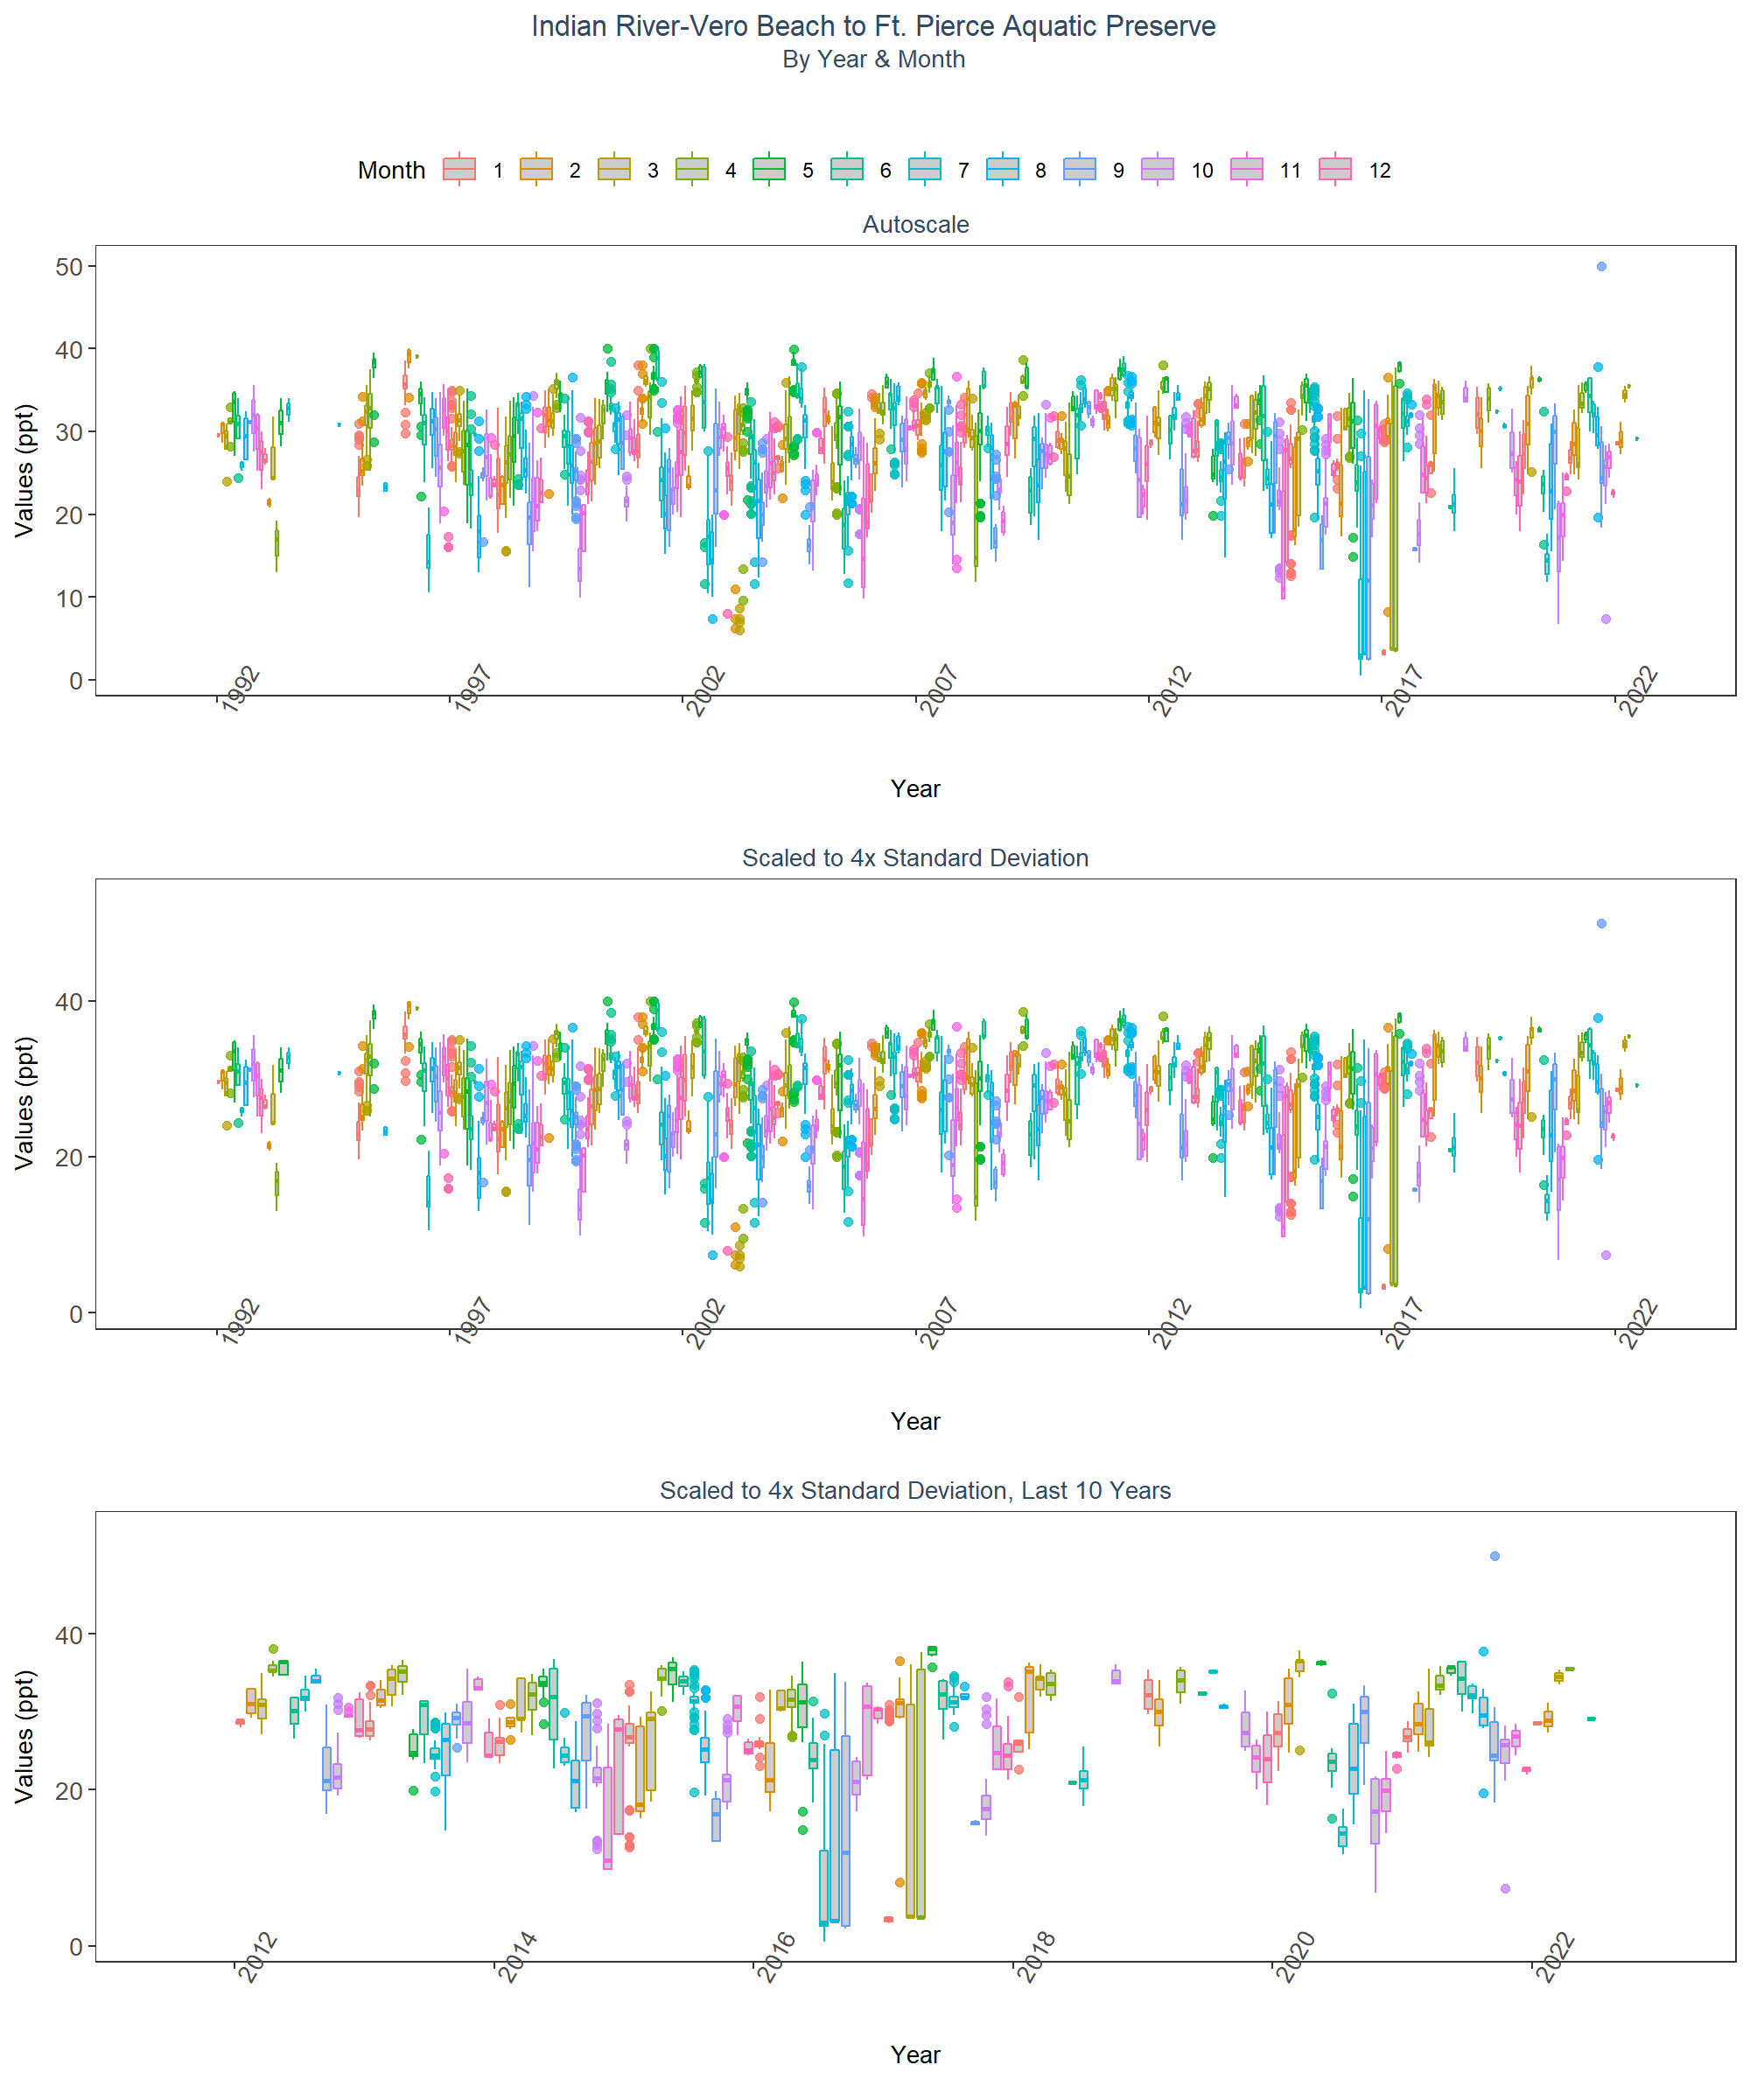 Indian River-Vero Beach to Ft. Pierce Aquatic Preserve
By Year & Month
Month 1 2 3 4 5 6 7 8 9 10 11 12
Autoscale
Values (ppt)
50
40
30
20
10
0
1992 1997 2002 2007 2012 2017 2022
Year
Scaled to 4x Standard Deviation
Values (ppt)
40
20
0
1992 1997 2002 2007 2012 2017 2022
Year
Scaled to 4x Standard Deviation, Last 10 Years
Values (ppt)
40
20
0
2012 2014 2016 2018 2020 2022
Year